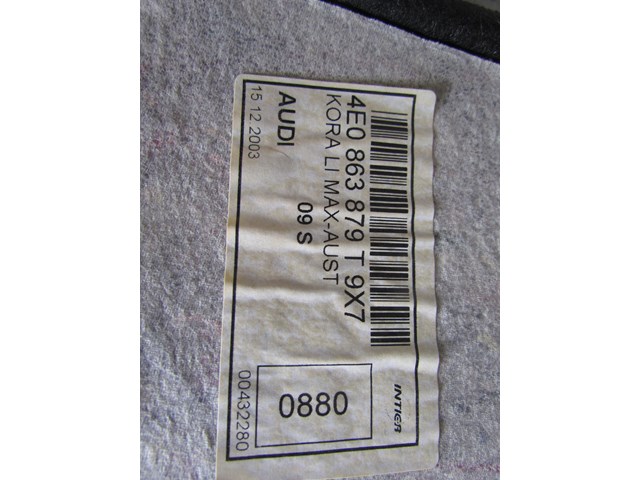 4E0 863 879 T 9X7
KORA LI MAX-AUST
09 S
AUDI
15 12 2003
INTIER
0880
00432280